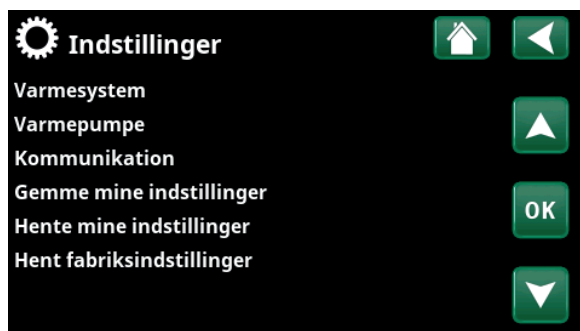 Indstillinger
Varmesystem
Varmepumpe
Kommunikation
Gemme mine indstillinger
Hente mine indstillinger
Hent fabriksindstillinger
OK